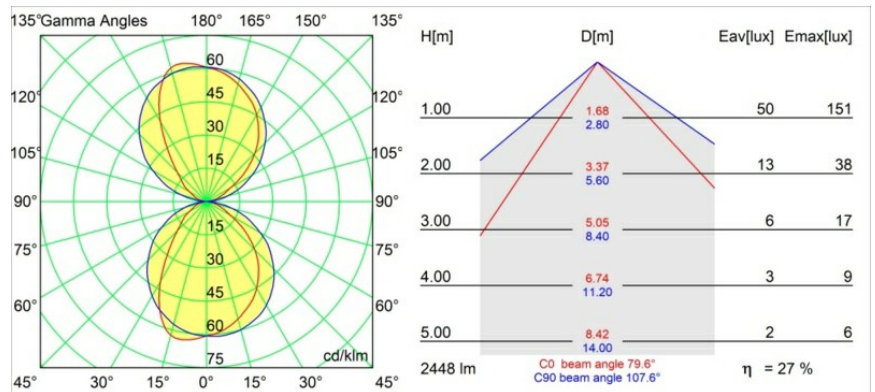 135° Gamma Angles 180° 165° 150° 135°
120° 120°
105° 105°
90° 90°
75° 75°
60° 60°
45° 30° 15° 0° 15° 30° 45°
60
45
30
15
15
30
45
60
75
cd/klm
H[m] D[m] Eav[lux] Emax[lux]
1.00 1.68 50 151
2.80
2.00 3.37 13 38
5.60
3.00 5.05 6 17
8.40
4.00 6.74 3 9
11.20
5.00 8.42 2 6
14.00
2448 lm C0 beam angle 79.6° η = 27 %
C90 beam angle 107.6°